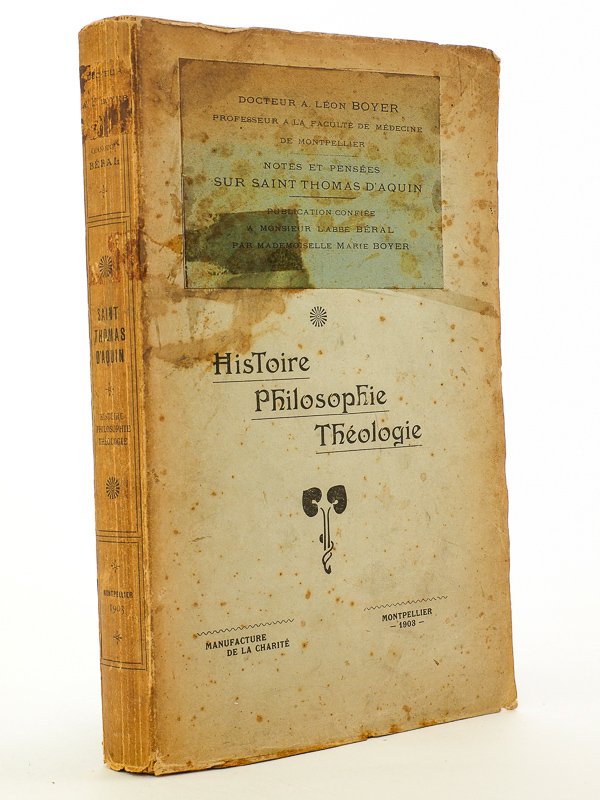 DOCTEUR A. LÉON BOYER
PROFESSEUR A LA FACULTÉ DE MÉDECINE
DE MONTPELLIER
NOTES ET PENSÉES
SUR SAINT THOMAS D'AQUIN
PUBLICATION CONFIÉE
A MONSIEUR L'ABBÉ BÉRAL
PAR MADEMOISELLE MARIE BOYER
Histoire
Philosophie
Théologie
MANUFACTURE
DE LA CHARITÉ
MONTPELLIER
– 1903 –
BÉRAL
SAINT
THOMAS
D'AQUIN
HISTOIRE
PHILOSOPHIE
THÉOLOGIE
MONTPELLIER
1903